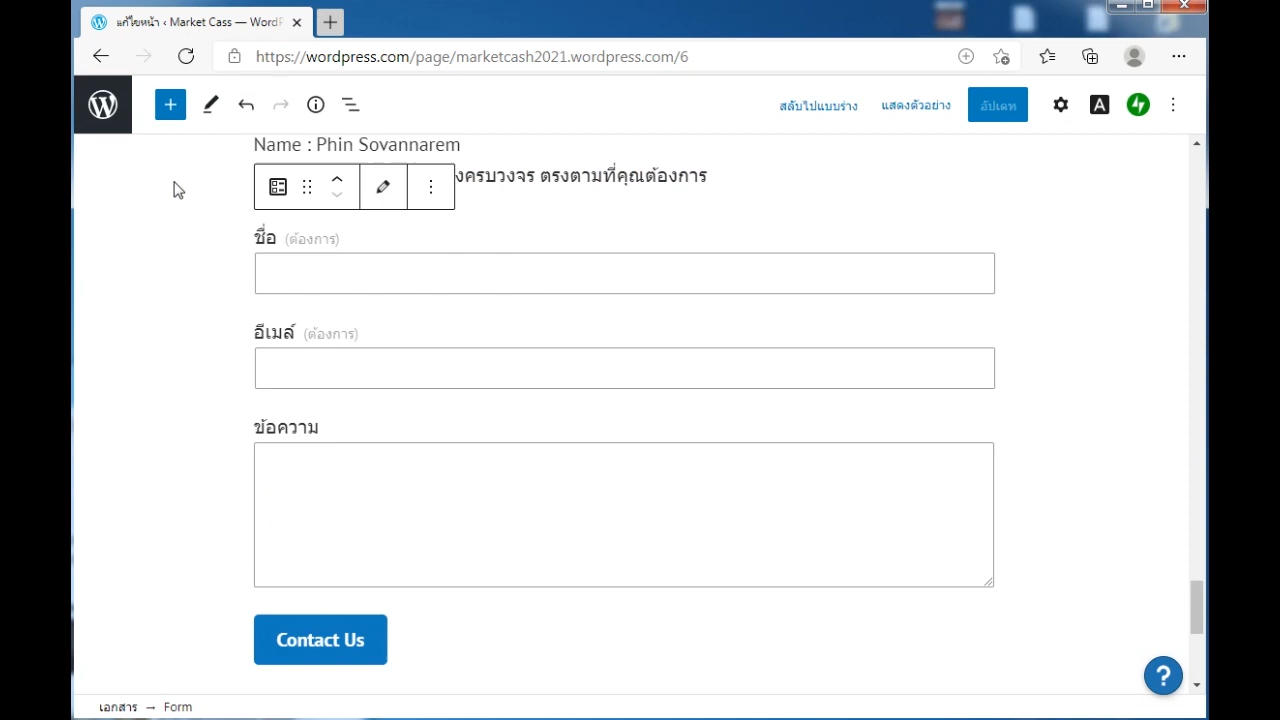 แก้ไขหน้า ‹ Market Cass — WordP
https://wordpress.com/page/marketcash2021.wordpress.com/6
สลับไปแบบร่าง
แสดงตัวอย่าง
อัปเดท
Name : Phin Sovannarem
งครบวงจร ตรงตามที่คุณต้องการ
ชื่อ (ต้องการ)
อีเมล์ (ต้องการ)
ข้อความ
Contact Us
เอกสาร → Form